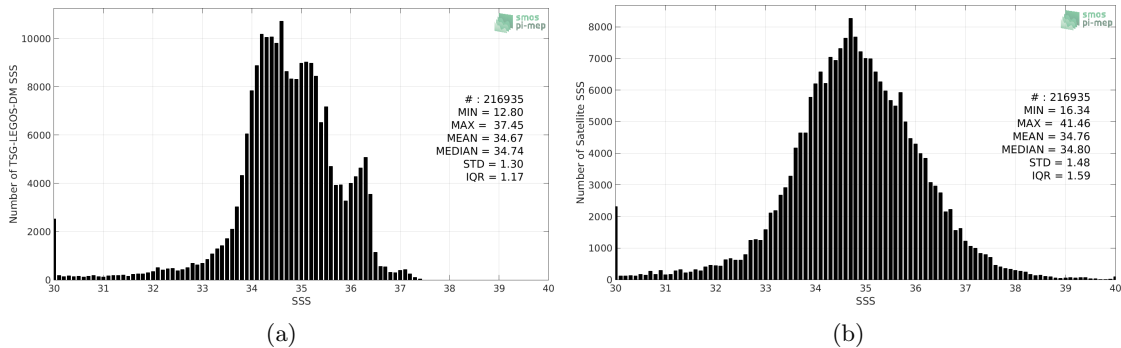 smos
pi-mep
Number of TSG-LEGOS-DM SSS
10000
8000
6000
4000
2000
0
# : 216935
MIN = 12.80
MAX = 37.45
MEAN = 34.67
MEDIAN = 34.74
STD = 1.30
IQR = 1.17
30 31 32 33 34 35 36 37 38 39 40
SSS
(a)
smos
pi-mep
Number of Satellite SSS
8000
7000
6000
5000
4000
3000
2000
1000
0
# : 216935
MIN = 16.34
MAX = 41.46
MEAN = 34.76
MEDIAN = 34.80
STD = 1.48
IQR = 1.59
30 31 32 33 34 35 36 37 38 39 40
SSS
(b)